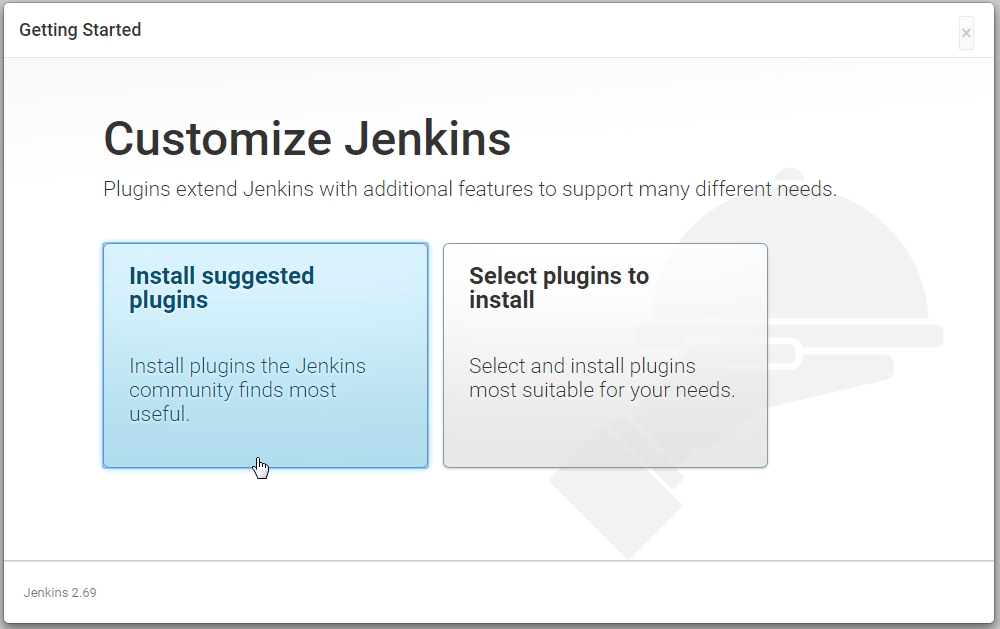 Getting Started
×
Customize Jenkins
Plugins extend Jenkins with additional features to support many different needs.
Install suggested
plugins
Install plugins the Jenkins
community finds most
useful.
Select plugins to
install
Select and install plugins
most suitable for your needs.
Jenkins 2.69